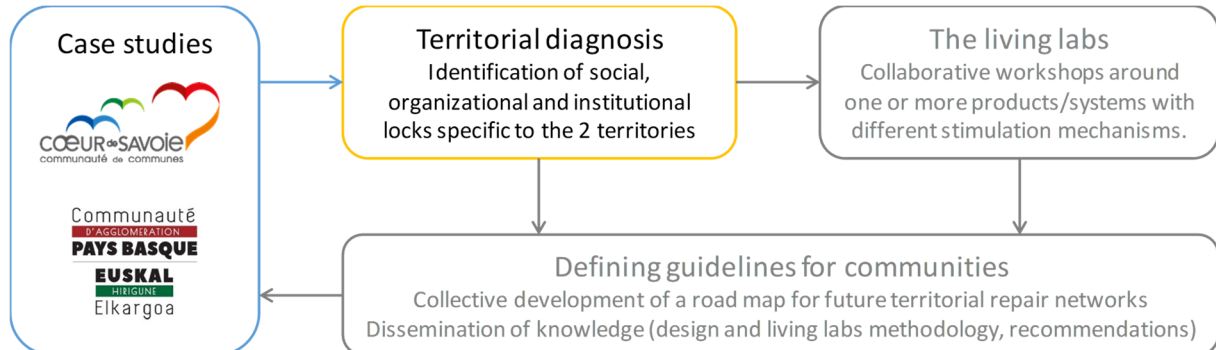 Case studies
CŒUR de SAVOIE
communauté de communes
Communauté
D'AGGLOMÉRATION
PAYS BASQUE
EUSKAL
HIRIGUNE
Elkargoa
Territorial diagnosis
Identification of social,
organizational and institutional
locks specific to the 2 territories
The living labs
Collaborative workshops around
one or more products/systems with
different stimulation mechanisms.
Defining guidelines for communities
Collective development of a road map for future territorial repair networks
Dissemination of knowledge (design and living labs methodology, recommendations)